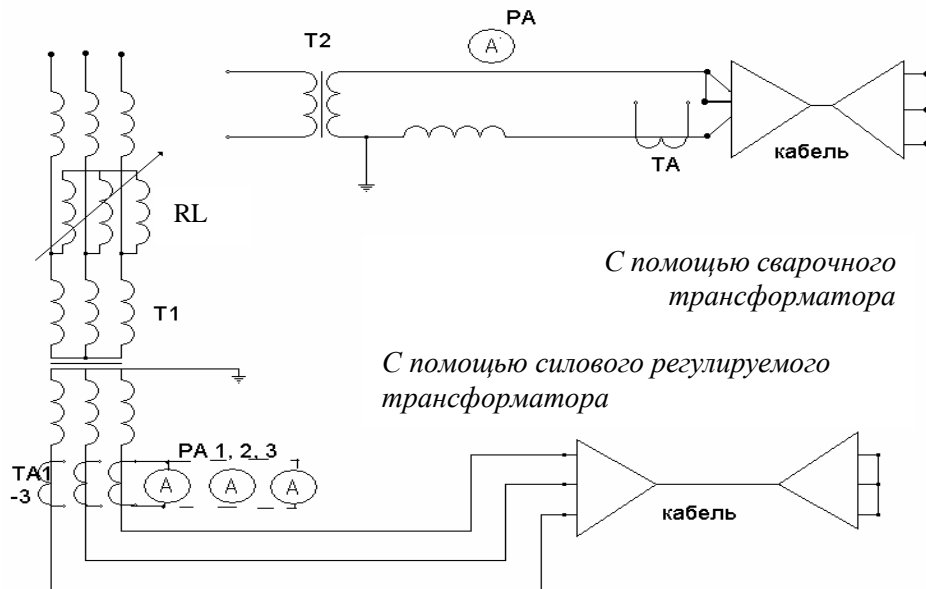 PA
T2
A
TA
кабель
RL
С помощью сварочного
трансформатора
T1
С помощью силового регулируемого
трансформатора
PA 1, 2, 3
TA1
-3
A A A
кабель